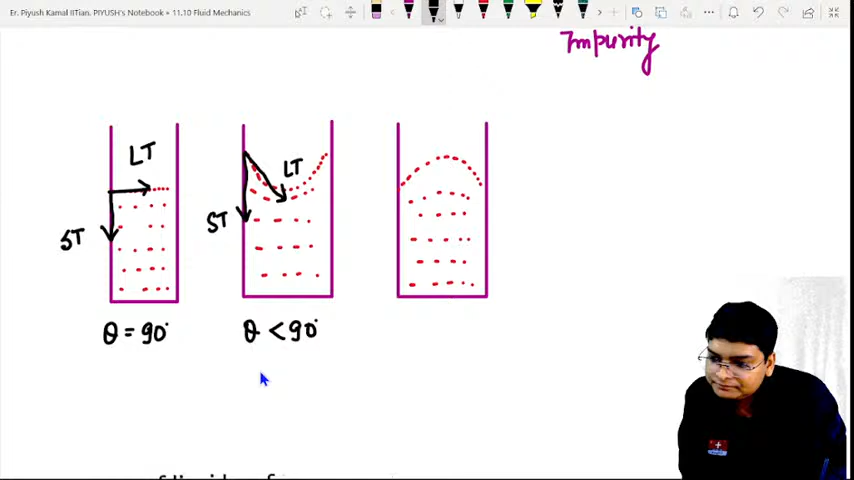 Er. Piyush Kamal IITian. PIYUSH's Notebook » 11.10 Fluid Mechanics
Impurity
LT
LT
ST
ST
θ = 90°
θ < 90°